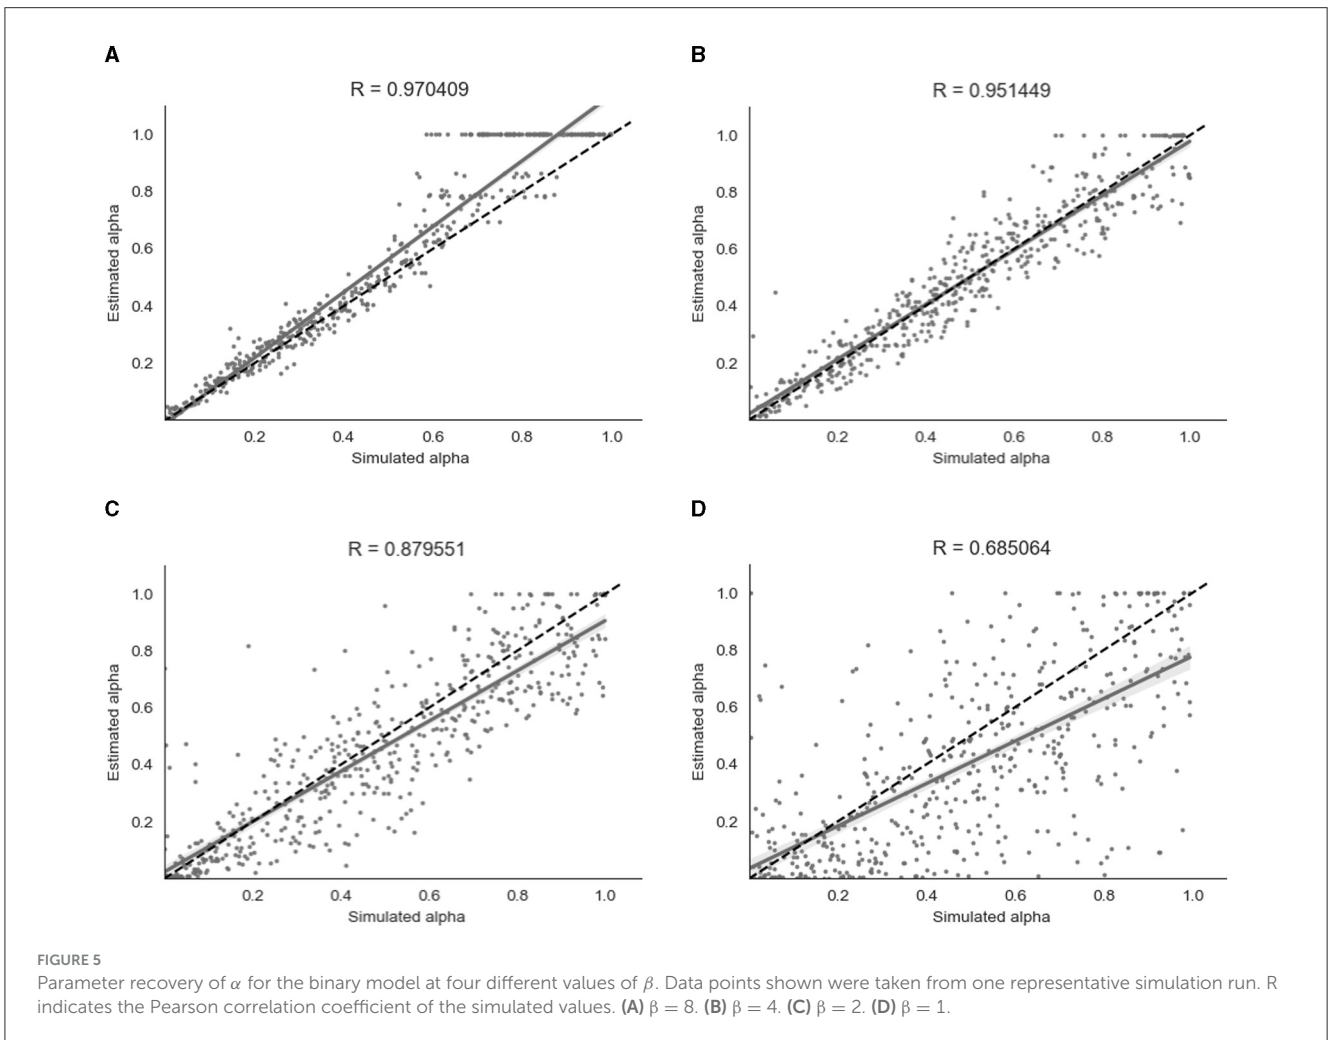 A
R = 0.970409
Estimated alpha
1.0
0.8
0.6
0.4
0.2
0.2 0.4 0.6 0.8 1.0
Simulated alpha
B
R = 0.951449
Estimated alpha
1.0
0.8
0.6
0.4
0.2
0.2 0.4 0.6 0.8 1.0
Simulated alpha
C
R = 0.879551
Estimated alpha
1.0
0.8
0.6
0.4
0.2
0.2 0.4 0.6 0.8 1.0
Simulated alpha
D
R = 0.685064
Estimated alpha
1.0
0.8
0.6
0.4
0.2
0.2 0.4 0.6 0.8 1.0
Simulated alpha
FIGURE 5
Parameter recovery of α for the binary model at four different values of β. Data points shown were taken from one representative simulation run. R
indicates the Pearson correlation coefficient of the simulated values. (A) β = 8. (B) β = 4. (C) β = 2. (D) β = 1.